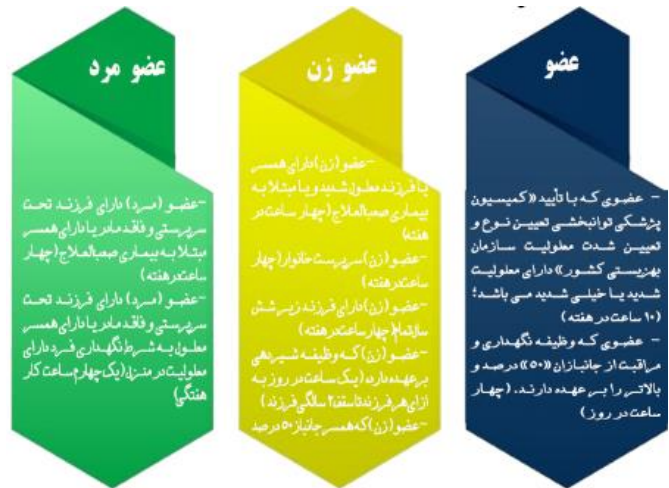 عضو
- عضوی که با تأیید «کمیسیون
پزشکی توانبخشی تعیین نوع و
تعیین شدت معلولیت سازمان
بهزیستی کشور» دارای معلولیت
شدید یا خیلی شدید می باشد؛
(۱۰ ساعت در هفته)
- عضوی که وظیفه نگهداری و
مراقبت از جانبازان «۵۰» درصد و
بالاتر را بر عهده دارند. (چهار
ساعت در روز)
عضو زن
-عضو (زن) دارای همسر
یا فرزند معلول شدید و یا مبتلا به
بیماری صعب‌العلاج (چهار ساعت در
هفته)
-عضو (زن) سرپرست خانوار (چهار
ساعت در هفته)
-عضو (زن) دارای فرزند زیر شش
سال تمام (چهار ساعت در هفته)
-عضو (زن) که وظیفه شیردهی
بر عهده دارد (یک ساعت در روز به
ازای هر فرزند تا سقف ۲ سالگی فرزند)
-عضو (زن) که همسر جانباز ۵۰ درصد
عضو مرد
-عضو (مرد) دارای فرزند تحت
سرپرستی و فاقد مادر یا دارای همسر
مبتلا به بیماری صعب‌العلاج (چهار
ساعت در هفته)
-عضو (مرد) دارای فرزند تحت
سرپرستی و فاقد مادر یا دارای همسر
معلول به شرط نگهداری فرد دارای
معلولیت در منزل (یک چهارم ساعت کار
هفتگی)